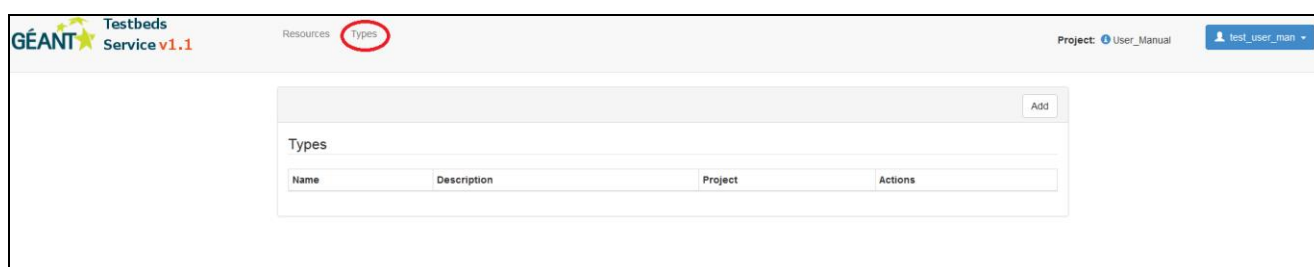 GÉANT Testbeds
Service v1.1
Resources Types
Project: User_Manual
test_user_man
Add
Types
Name Description Project Actions